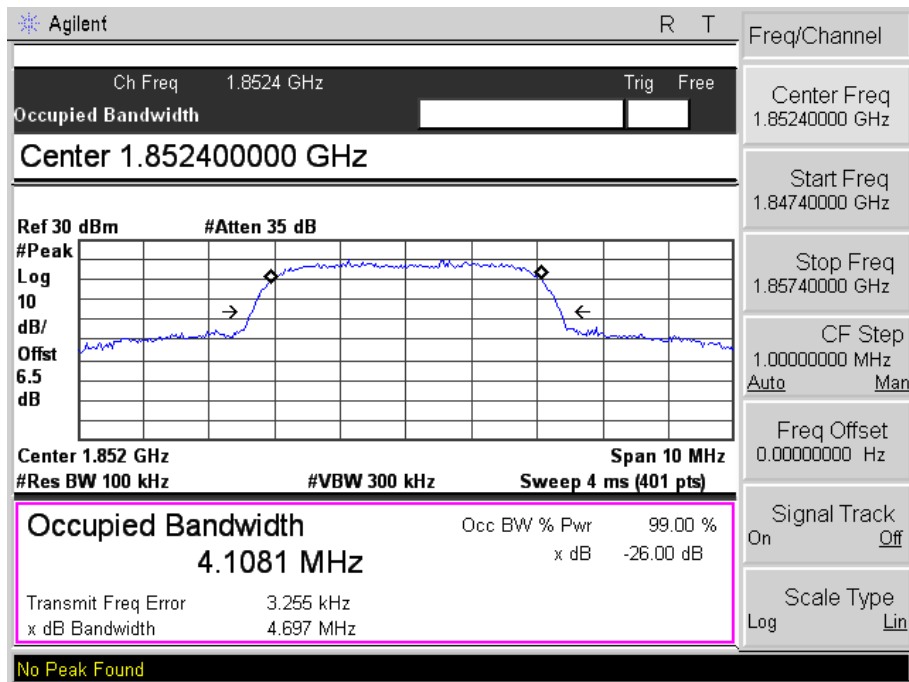 Agilent R T
Ch Freq 1.8524 GHz Trig Free
Occupied Bandwidth
Center 1.852400000 GHz
Ref 30 dBm #Atten 35 dB
#Peak
Log
10
dB/
Offst
6.5
dB
Center 1.852 GHz Span 10 MHz
#Res BW 100 kHz #VBW 300 kHz Sweep 4 ms (401 pts)
Occupied Bandwidth Occ BW % Pwr 99.00 %
4.1081 MHz x dB -26.00 dB
Transmit Freq Error 3.255 kHz
x dB Bandwidth 4.697 MHz
No Peak Found
Freq/Channel
Center Freq
1.85240000 GHz
Start Freq
1.84740000 GHz
Stop Freq
1.85740000 GHz
CF Step
1.00000000 MHz
Auto Man
Freq Offset
0.00000000 Hz
Signal Track
On Off
Scale Type
Log Lin